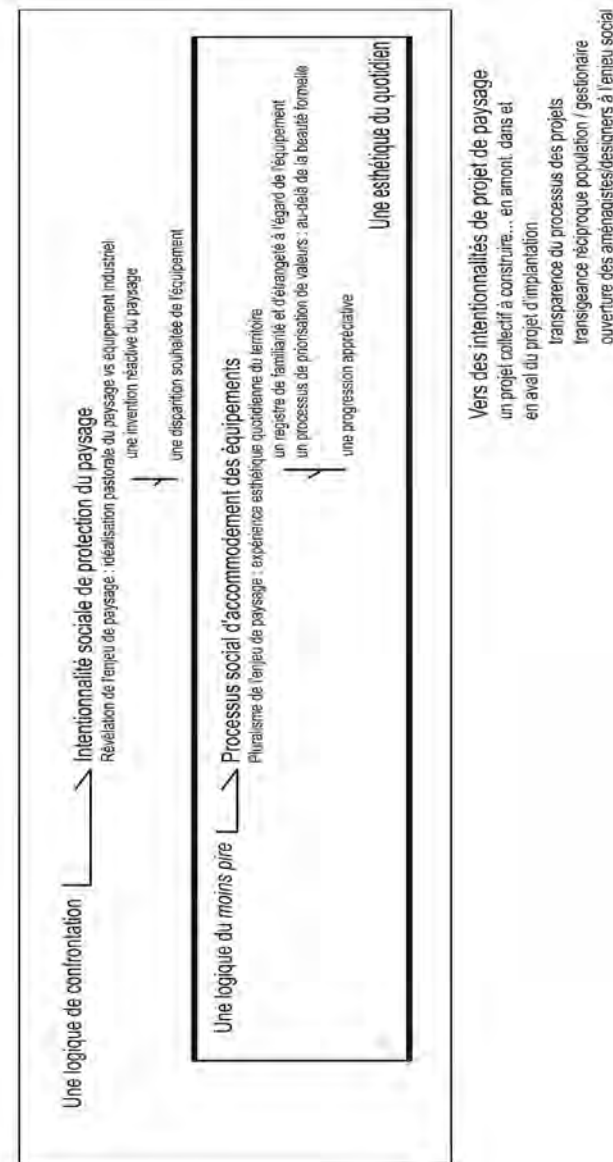 Une logique de confrontation
Intentionnalité sociale de protection du paysage
Révélation de l'enjeu de paysage : idéalisation pastorale du paysage vs équipement industriel
une invention réactive du paysage
une disparition souhaitée de l'équipement
Une logique du moins pire
Processus social d'accommodement des équipements
Pluralisme de l'enjeu de paysage : expérience esthétique quotidienne du territoire
un registre de familiarité et d'étrangeté à l'égard de l'équipement
un processus de priorisation de valeurs : au-delà de la beauté formelle
une progression appréciative
Une esthétique du quotidien
Vers des intentionnalités de projet de paysage
un projet collectif à construire... en amont, dans et
en aval du projet d'implantation
transparence du processus des projets
transigeance réciproque population / gestionaire
ouverture des aménagistes/designers à l'enjeu social